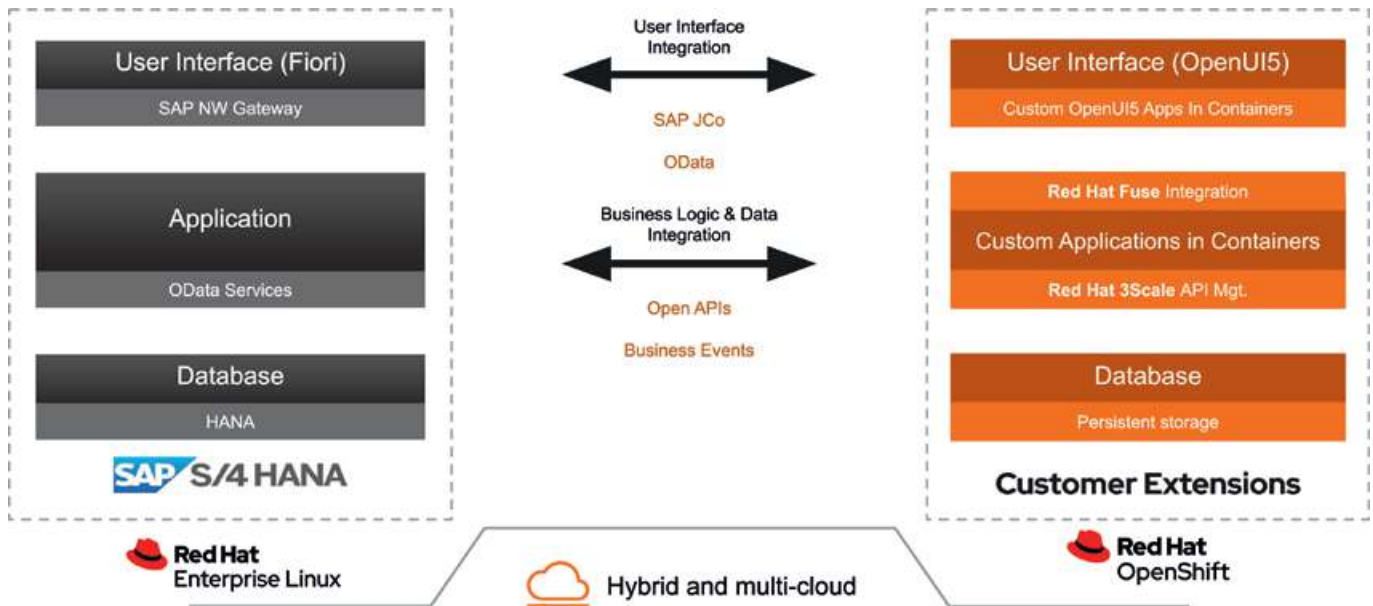 User Interface (Fiori)
SAP NW Gateway
Application
OData Services
Database
HANA
SAP S/4 HANA
Red Hat
Enterprise Linux
User Interface
Integration
SAP JCo
OData
Business Logic & Data
Integration
Open APIs
Business Events
Hybrid and multi-cloud
User Interface (OpenUI5)
Custom OpenUI5 Apps In Containers
Red Hat Fuse Integration
Custom Applications in Containers
Red Hat 3Scale API Mgt.
Database
Persistent storage
Customer Extensions
Red Hat
OpenShift